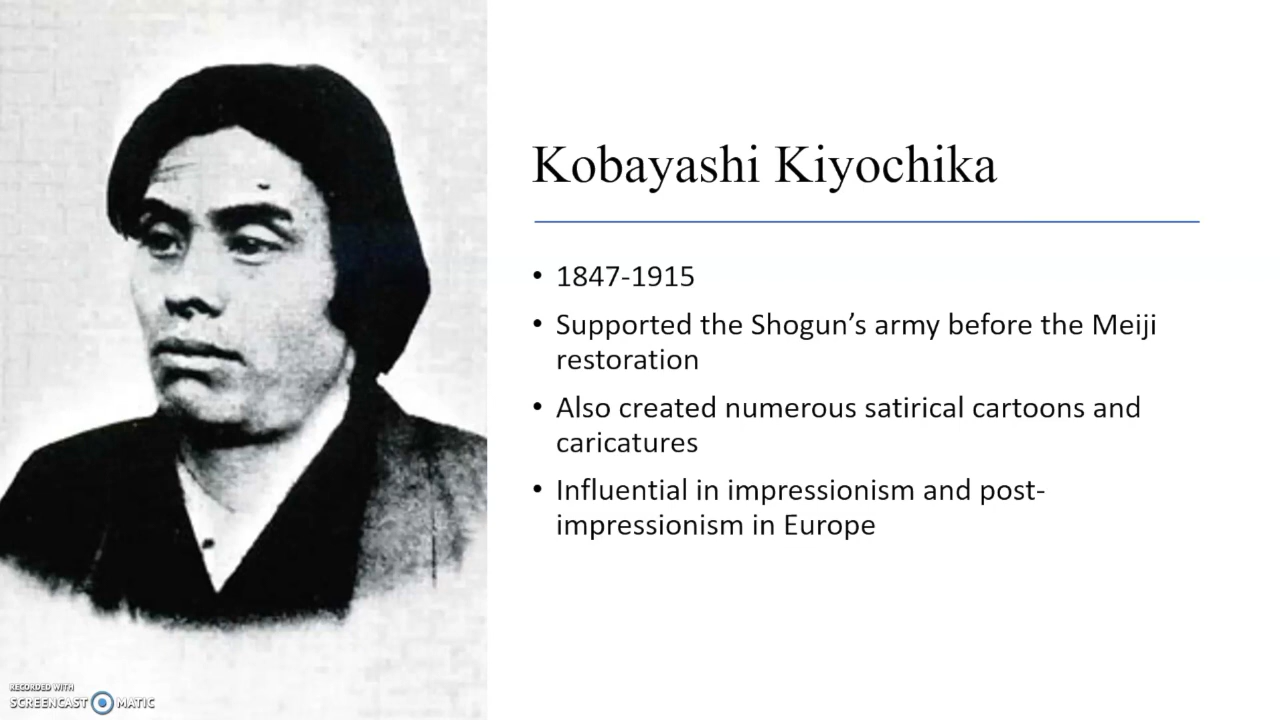 Kobayashi Kiyochika
• 1847-1915
• Supported the Shogun’s army before the Meiji
restoration
• Also created numerous satirical cartoons and
caricatures
• Influential in impressionism and post-
impressionism in Europe
RECORDED WITH
SCREENCAST MATIC